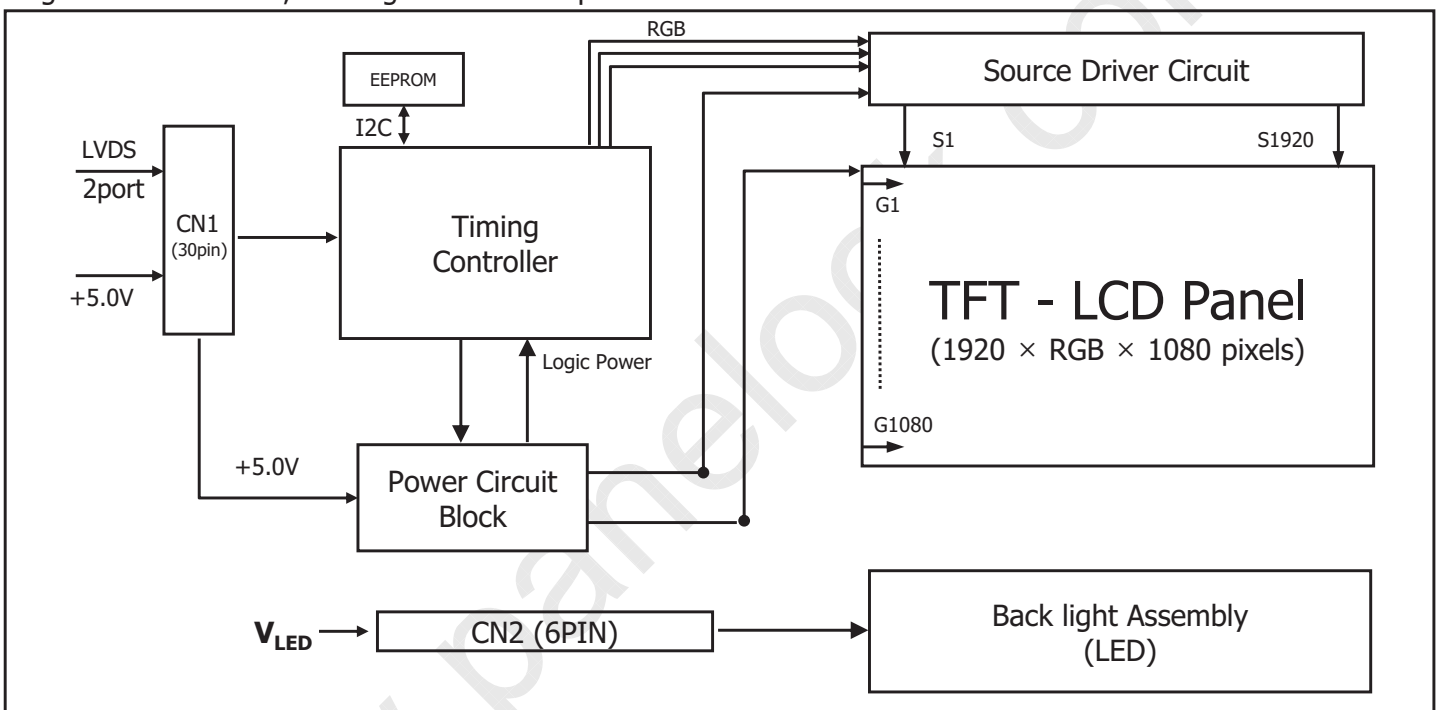 RGB
EEPROM
I2C
Source Driver Circuit
S1
S1920
LVDS
2port
CN1
(30pin)
+5.0V
Timing
Controller
G1
TFT - LCD Panel
(1920 × RGB × 1080 pixels)
G1080
Logic Power
+5.0V
Power Circuit
Block
VLED
CN2 (6PIN)
Back light Assembly
(LED)